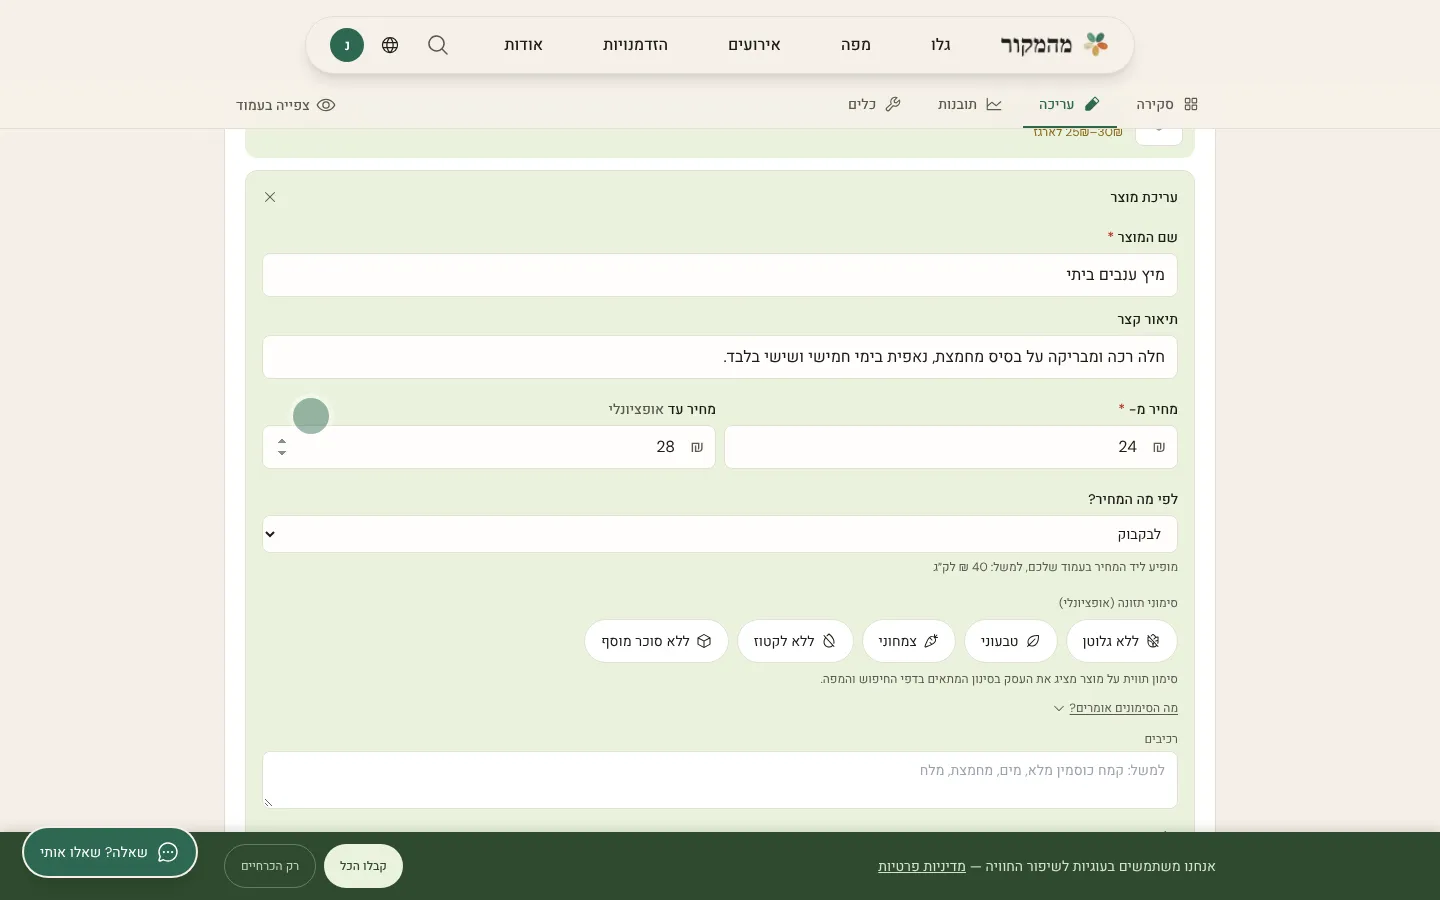 מהמקור
גלו
מפה
אירועים
הזדמנויות
אודות
נ
סקירה
עריכה
תובנות
כלים
צפייה בעמוד
₪25–₪30 לארגז
עריכת מוצר
שם המוצר *
מיץ ענבים ביתי
תיאור קצר
חלה רכה ומבריקה על בסיס מחמצת, נאפית בימי חמישי ושישי בלבד.
מחיר מ- *
מחיר עד אופציונלי
₪ 24
₪ 28
לפי מה המחיר?
לבקבוק
מופיע ליד המחיר בעמוד שלכם, למשל: 40 ₪ לק"ג
סימוני תזונה (אופציונלי)
ללא גלוטן
טבעוני
צמחוני
ללא לקטוז
ללא סוכר מוסף
סימון תווית על מוצר מציג את העסק בסינון המתאים בדפי החיפוש והמפה.
מה הסימונים אומרים?
רכיבים
למשל: קמח כוסמין מלא, מים, מחמצת, מלח
אנחנו משתמשים בעוגיות לשיפור החוויה — מדיניות פרטיות
קבלו הכל
רק הכרחיים
שאלה? שאלו אותי